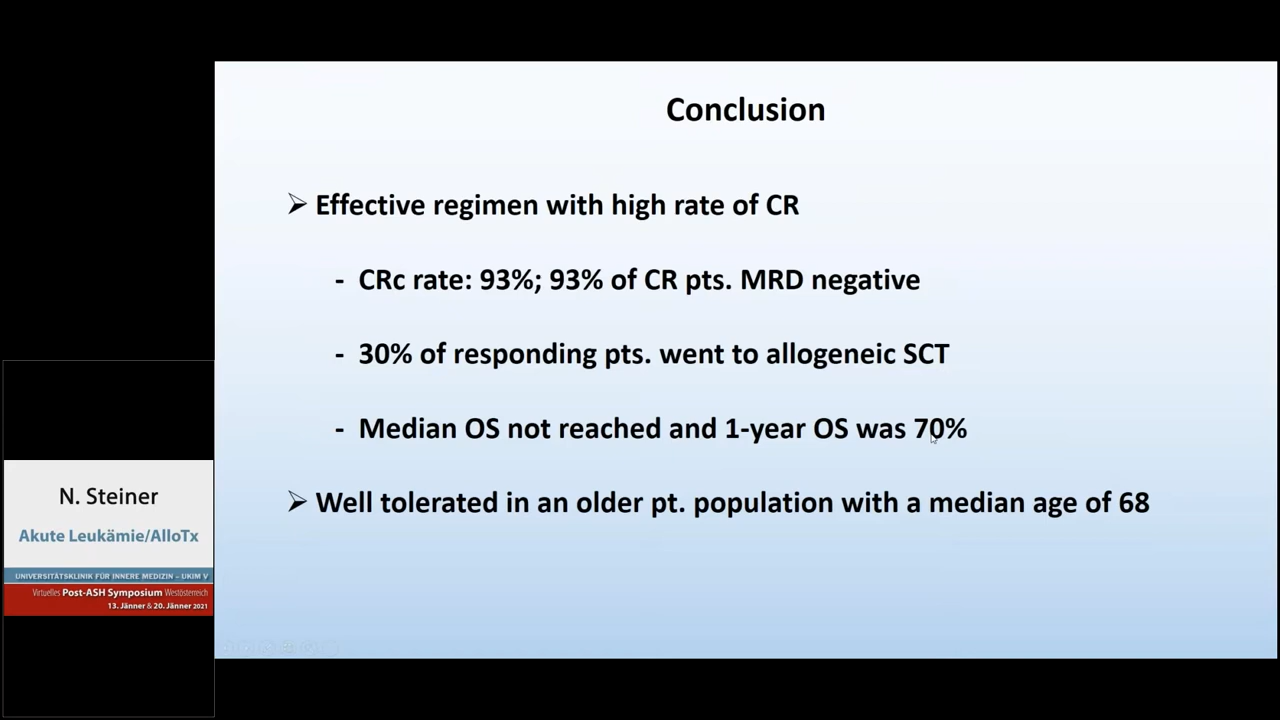 Conclusion
➢ Effective regimen with high rate of CR
- CRc rate: 93%; 93% of CR pts. MRD negative
- 30% of responding pts. went to allogeneic SCT
- Median OS not reached and 1-year OS was 70%
➢ Well tolerated in an older pt. population with a median age of 68
N. Steiner
Akute Leukämie/AlloTx
UNIVERSITÄTSKLINIK FÜR INNERE MEDIZIN – UKIM V
Virtuelles Post-ASH Symposium Westösterreich
13. Jänner & 20. Jänner 2021